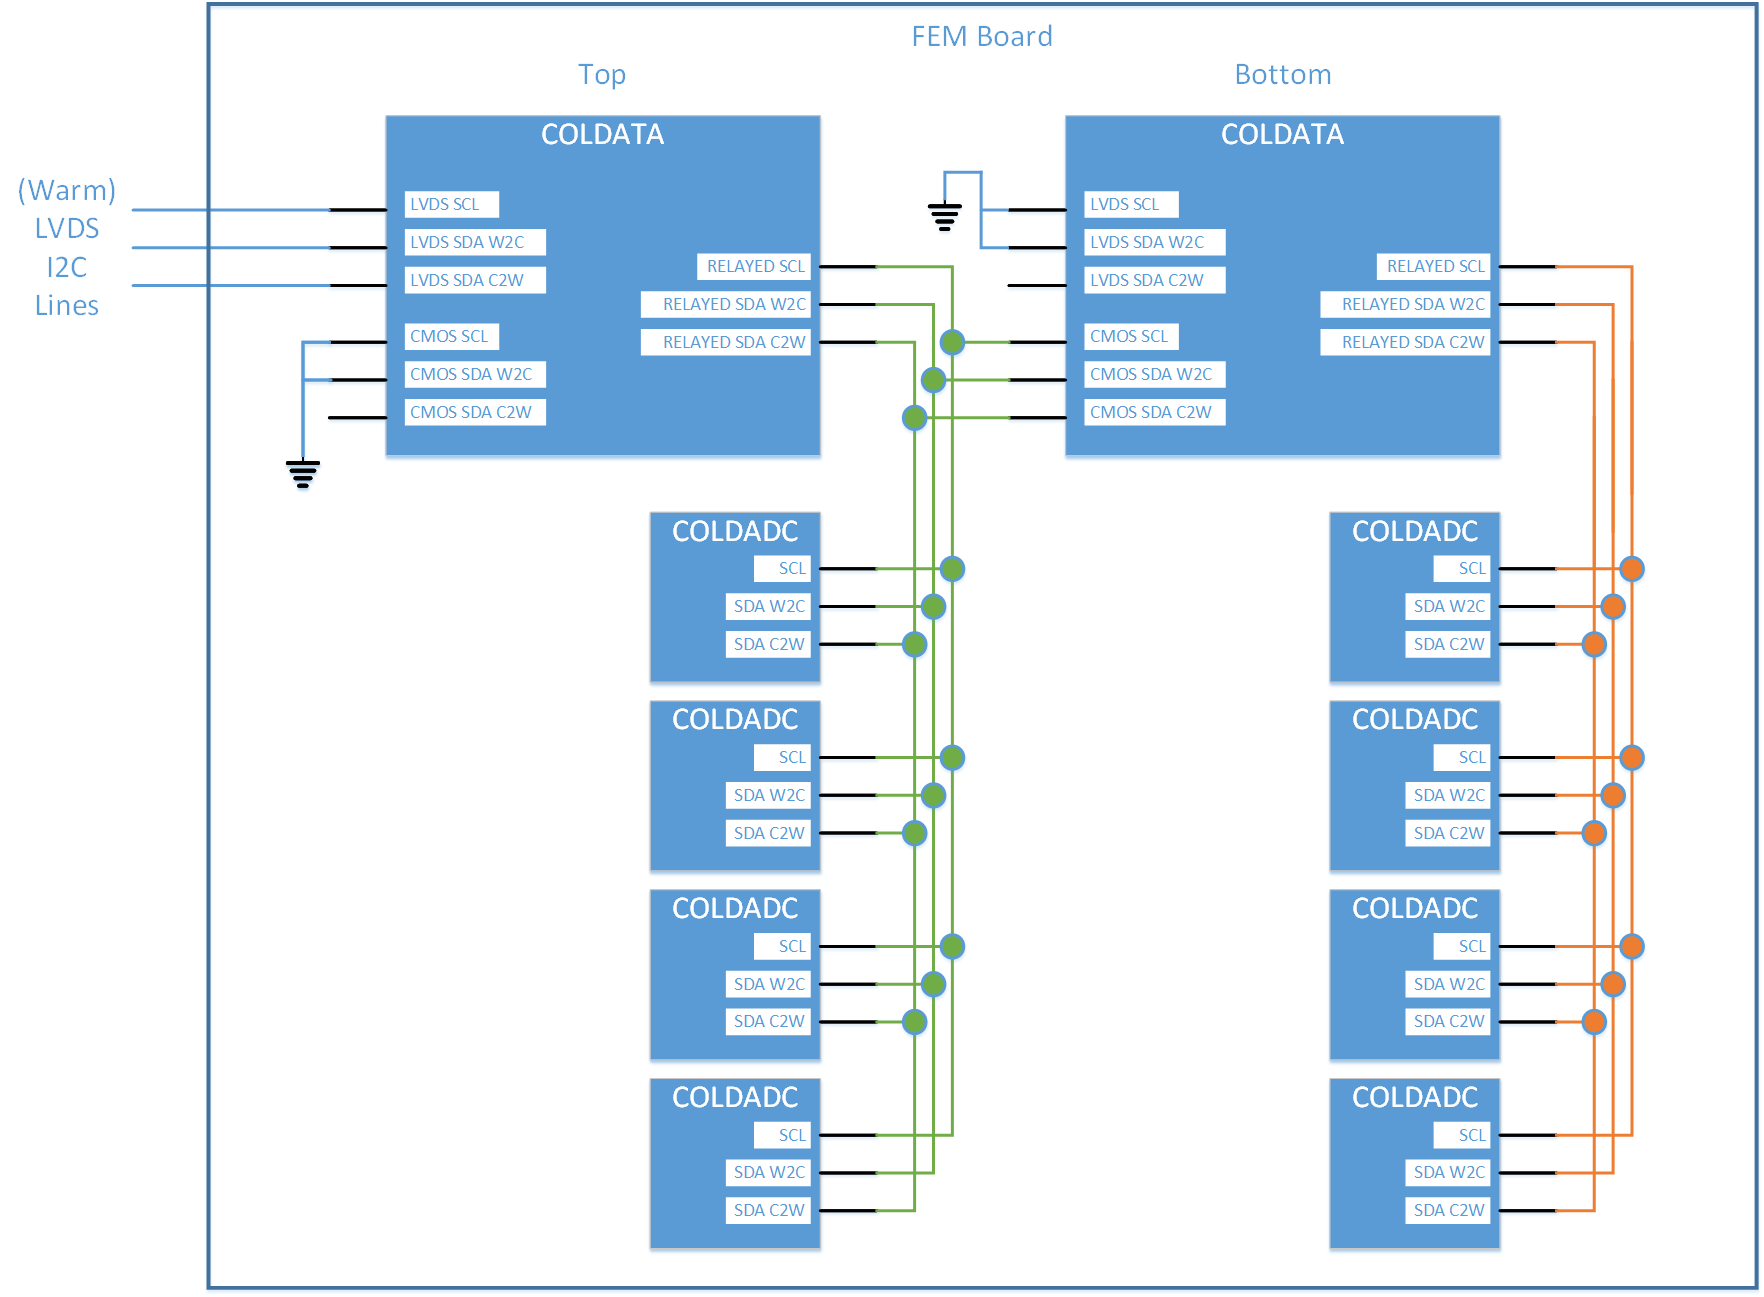 FEM Board
Top
Bottom
(Warm)
LVDS
I2C
Lines
COLDATA
LVDS SCL
LVDS SDA W2C
LVDS SDA C2W
CMOS SCL
CMOS SDA W2C
CMOS SDA C2W
RELAYED SCL
RELAYED SDA W2C
RELAYED SDA C2W
COLDATA
LVDS SCL
LVDS SDA W2C
LVDS SDA C2W
CMOS SCL
CMOS SDA W2C
CMOS SDA C2W
RELAYED SCL
RELAYED SDA W2C
RELAYED SDA C2W
COLDADC
SCL
SDA W2C
SDA C2W
COLDADC
SCL
SDA W2C
SDA C2W
COLDADC
SCL
SDA W2C
SDA C2W
COLDADC
SCL
SDA W2C
SDA C2W
COLDADC
SCL
SDA W2C
SDA C2W
COLDADC
SCL
SDA W2C
SDA C2W
COLDADC
SCL
SDA W2C
SDA C2W
COLDADC
SCL
SDA W2C
SDA C2W